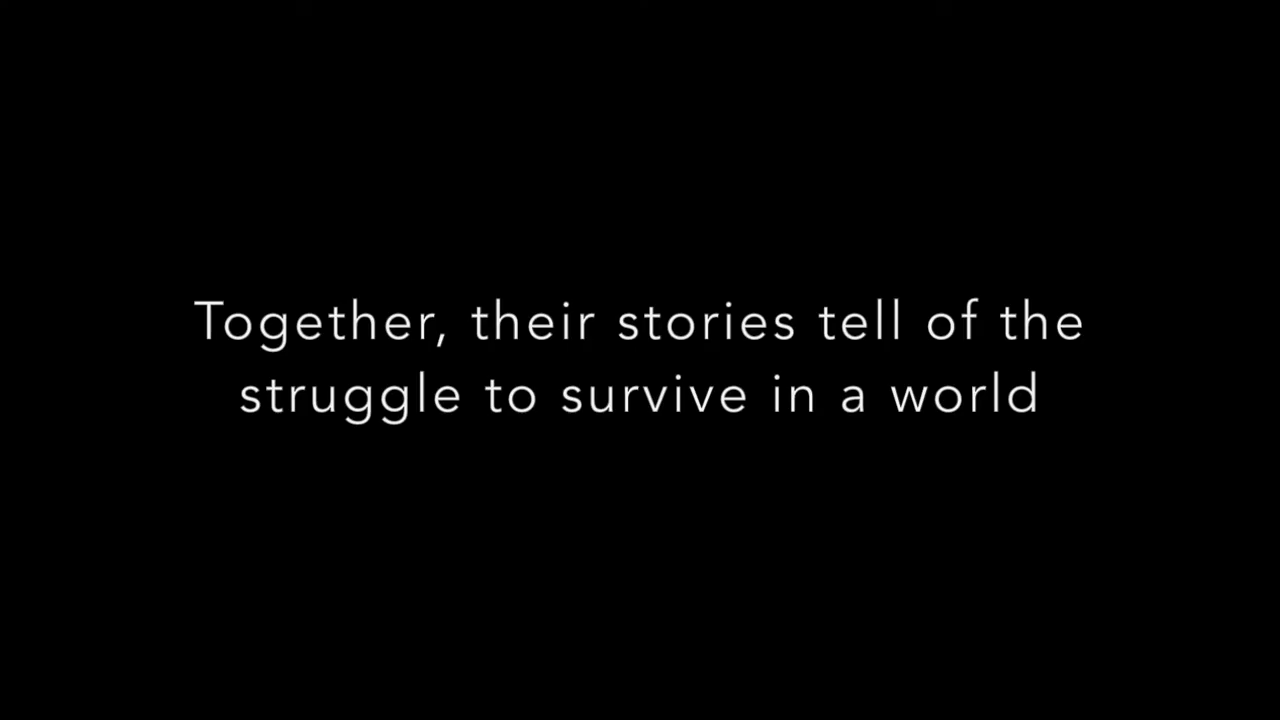 Together, their stories tell of the
struggle to survive in a world